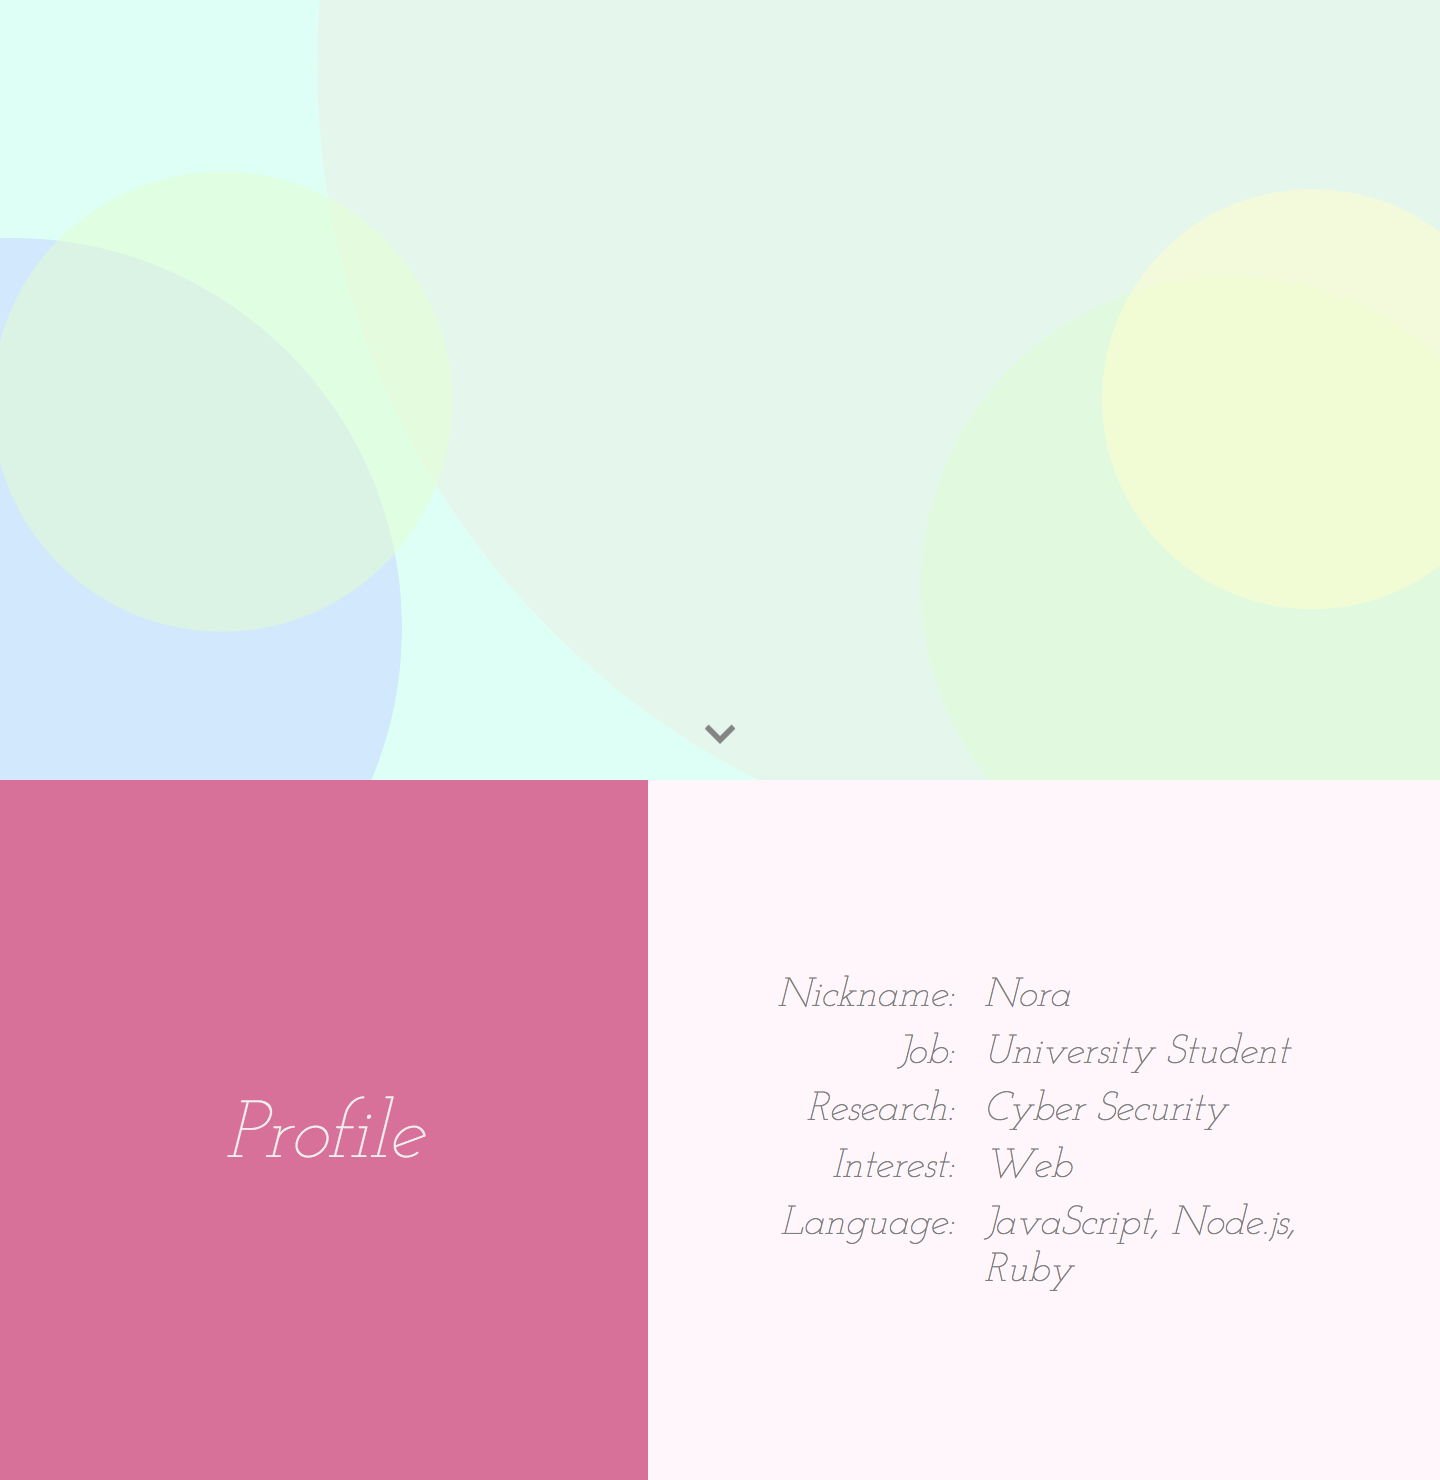 Profile
Nickname: Nora
Job: University Student
Research: Cyber Security
Interest: Web
Language: JavaScript, Node.js,
Ruby